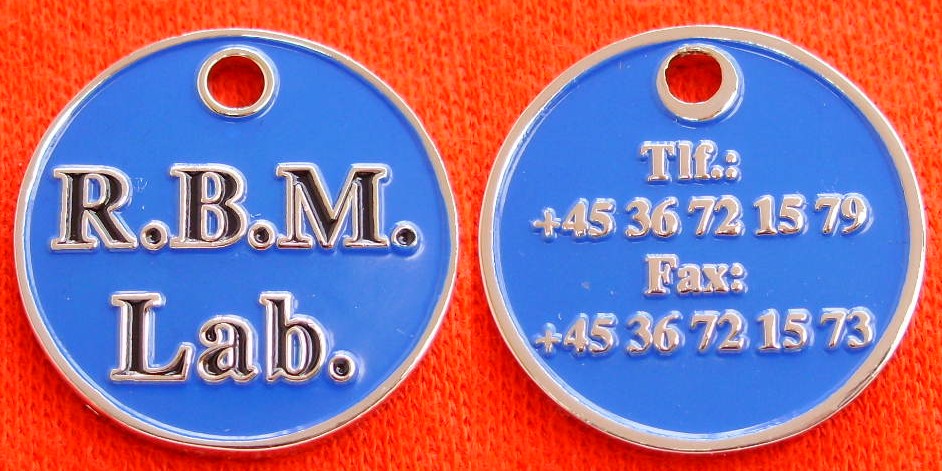 R.B.M.
Lab.
Tlf.:
+45 36 72 15 79
Fax:
+45 36 72 15 73